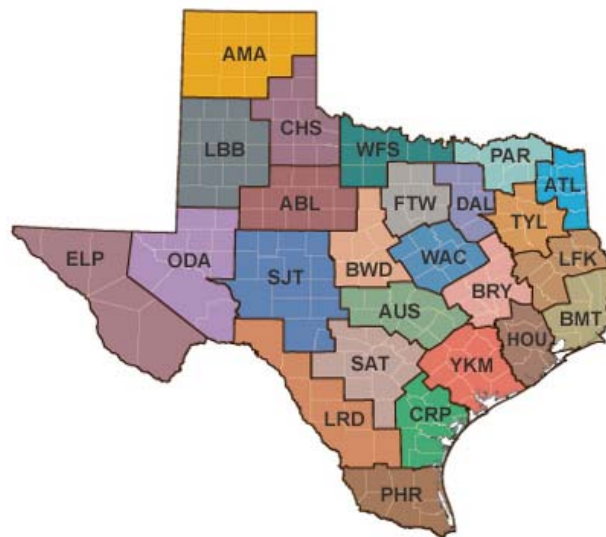 AMA
LBB
CHS
WFS
PAR
ATL
ABL
FTW
DAL
TYL
ELP
ODA
SJT
BWD
WAC
LFK
BRY
AUS
HOU
BMT
SAT
YKM
LRD
CRP
PHR